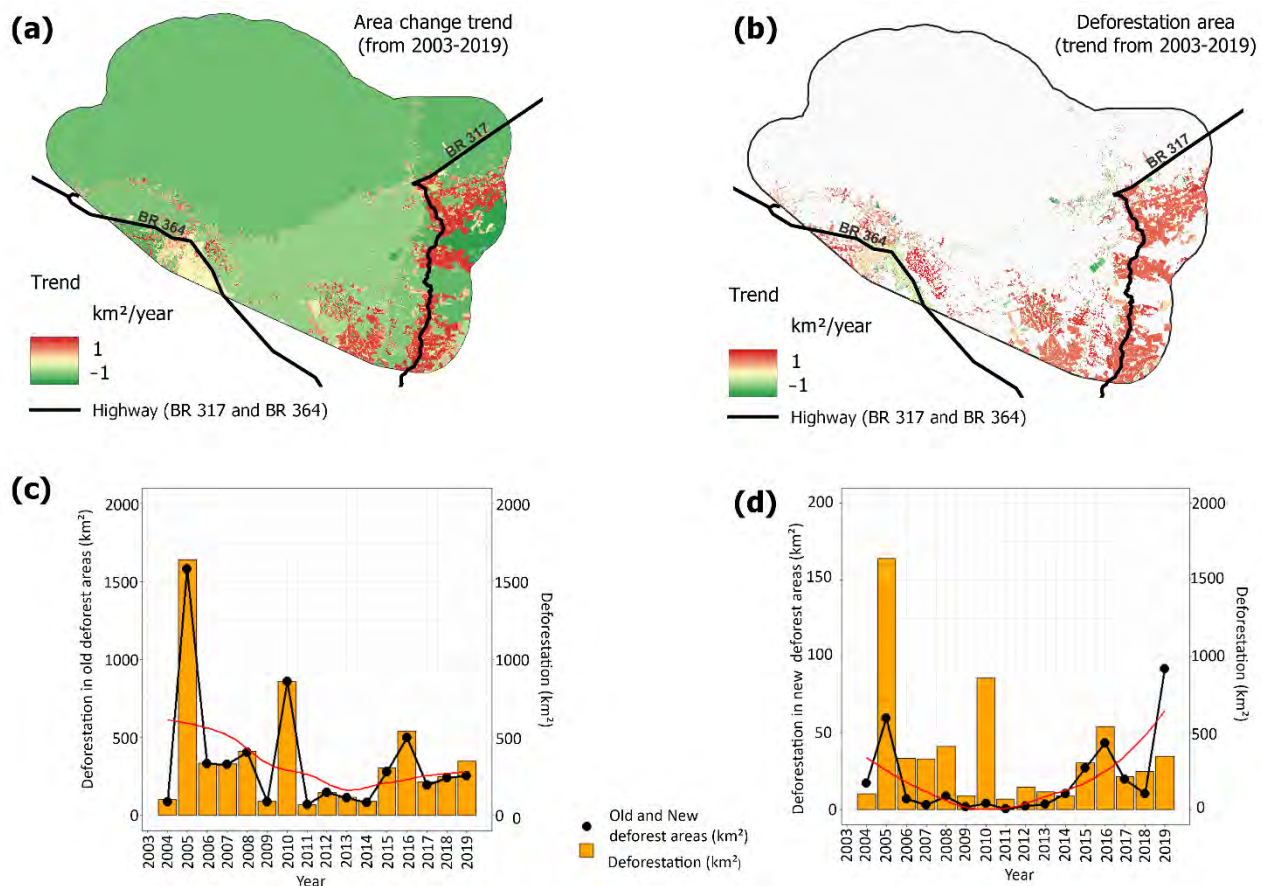 (a)
Area change trend
(from 2003-2019)
BR 317
BR 364
Trend
km²/year
1
-1
Highway (BR 317 and BR 364)
(b)
Deforestation area
(trend from 2003-2019)
BR 317
BR 364
Trend
km²/year
1
-1
Highway (BR 317 and BR 364)
(c)
Deforestation in old deforest areas (km²)
2000
1500
1000
500
0
2000
1500
1000
500
0
Deforestation (km²)
2003 2004 2005 2006 2007 2008 2009 2010 2011 2012 2013 2014 2015 2016 2017 2018 2019
Year
Old and New
deforest areas (km²)
Deforestation (km²)
(d)
Deforestation in new deforest areas (km²)
200
150
100
50
0
2000
1500
1000
500
0
Deforestation (km²)
2003 2004 2005 2006 2007 2008 2009 2010 2011 2012 2013 2014 2015 2016 2017 2018 2019
Year